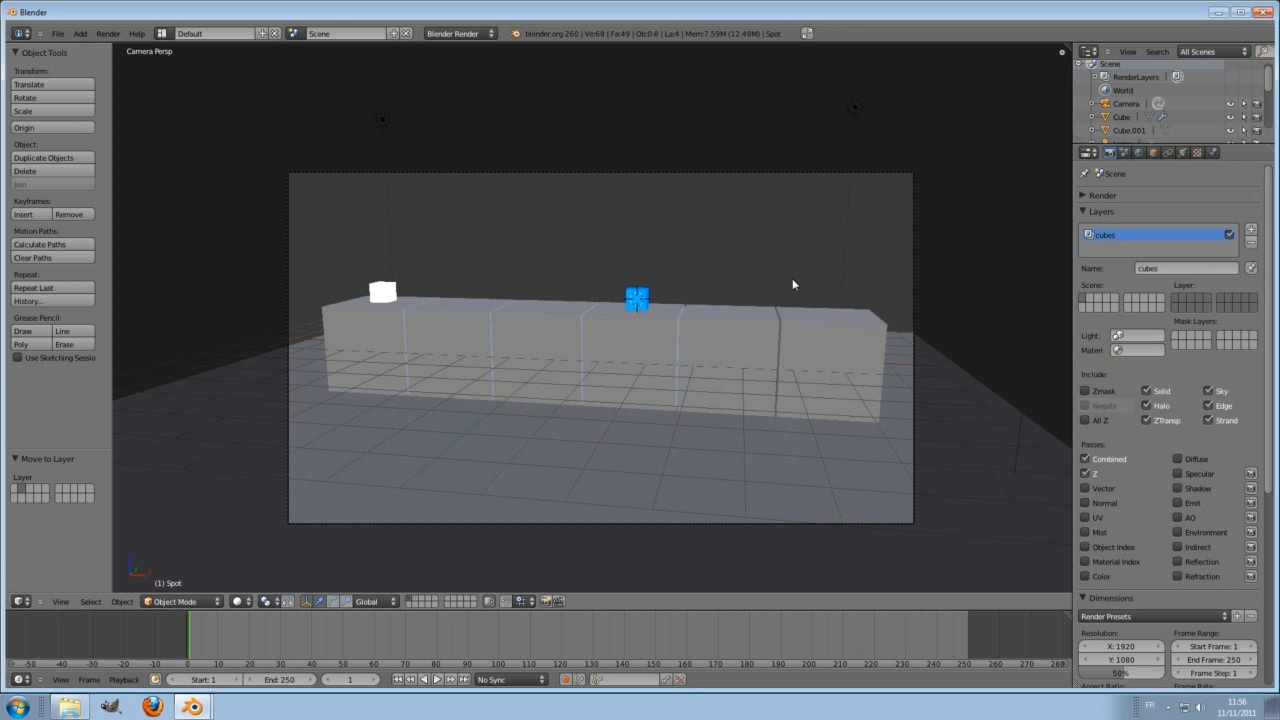 Blender
File Add Render Help Default Scene Blender Render blender.org 260 | Ve:68 | Fa:49 | Ob:0-8 | La:4 | Mem:7.59M (12.49M) | Spot
View Search All Scenes
Object Tools
Camera Persp
Transform:
Translate
Rotate
Scale
Origin
Object:
Duplicate Objects
Delete
Join
Keyframes:
Insert Remove
Motion Paths:
Calculate Paths
Clear Paths
Repeat:
Repeat Last
History...
Grease Pencil:
Draw Line
Poly Erase
Use Sketching Sessio
Move to Layer
Layer
(1) Spot
View Select Object Object Mode Global
-50 -40 -30 -20 -10 0 10 20 30 40 50 60 70 80 90 100 110 120 130 140 150 160 170 180 190 200 210 220 230 240 250 260 270 280
View Frame Playback Start: 1 End: 250 1 No Sync
Scene
RenderLayers
World
Camera
Cube
Cube.001
Scene
Render
Layers
cubes
Name: cubes
Scene: Layer:
Light: Mask Layers:
Materi
Include:
Zmask Solid Sky
Negate Halo Edge
All Z ZTransp Strand
Passes:
Combined Diffuse
Z Specular
Vector Shadow
Normal Emit
UV AO
Mist Environment
Object Index Indirect
Material Index Reflection
Color Refraction
Dimensions
Render Presets
Resolution: Frame Range:
X: 1920 Start Frame: 1
Y: 1080 End Frame: 250
50% Frame Step: 1
FR 11:56
11/11/2011